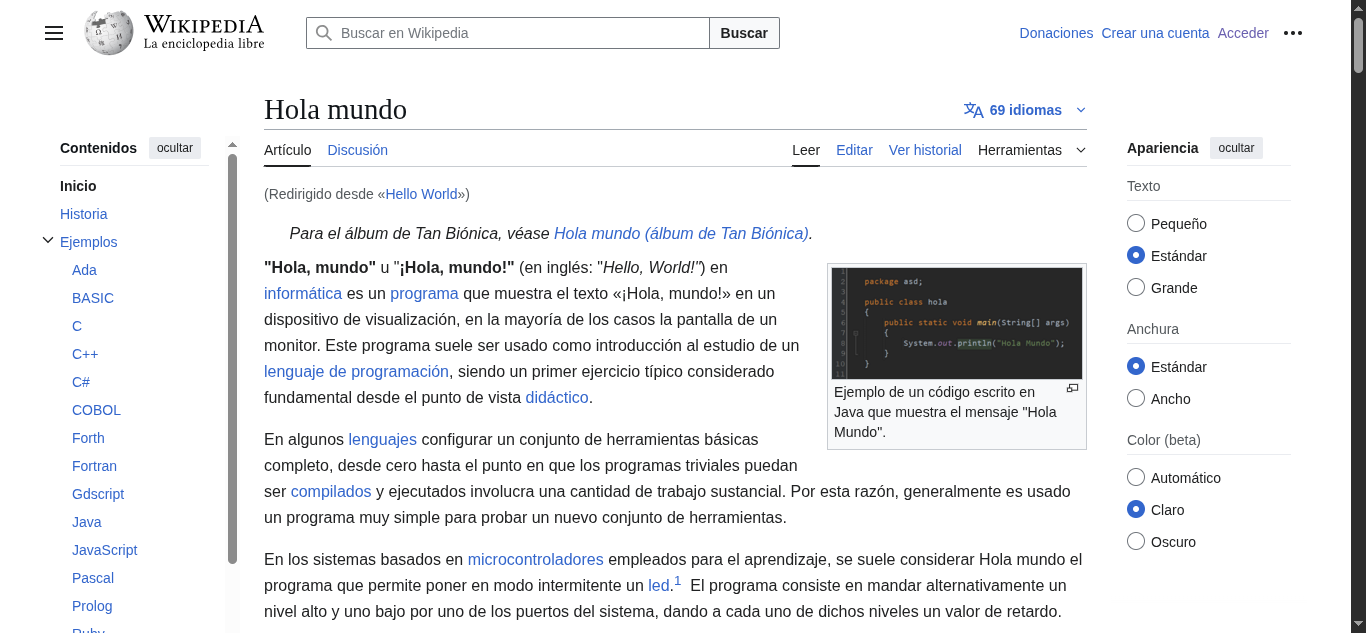 WIKIPEDIA
La enciclopedia libre
Buscar en Wikipedia
Buscar
Donaciones Crear una cuenta Acceder
Hola mundo
69 idiomas
Contenidos ocultar
Inicio
Historia
Ejemplos
Ada
BASIC
C
C++
C#
COBOL
Forth
Fortran
Gdscript
Java
JavaScript
Pascal
Prolog
Ruby
Artículo Discusión
Leer Editar Ver historial Herramientas
(Redirigido desde «Hello World»)
Para el álbum de Tan Biónica, véase Hola mundo (álbum de Tan Biónica).
"Hola, mundo" u "¡Hola, mundo!" (en inglés: "Hello, World!") en
informática es un programa que muestra el texto «¡Hola, mundo!» en un
dispositivo de visualización, en la mayoría de los casos la pantalla de un
monitor. Este programa suele ser usado como introducción al estudio de un
lenguaje de programación, siendo un primer ejercicio típico considerado
fundamental desde el punto de vista didáctico.
1
2 package asd;
3
4 public class hola
5 {
6 public static void main(String[] args)
7 {
8 System.out.println("Hola Mundo");
9 }
10 }
11
Ejemplo de un código escrito en
Java que muestra el mensaje "Hola
Mundo".
En algunos lenguajes configurar un conjunto de herramientas básicas
completo, desde cero hasta el punto en que los programas triviales puedan
ser compilados y ejecutados involucra una cantidad de trabajo sustancial. Por esta razón, generalmente es usado
un programa muy simple para probar un nuevo conjunto de herramientas.
En los sistemas basados en microcontroladores empleados para el aprendizaje, se suele considerar Hola mundo el
programa que permite poner en modo intermitente un led.1 El programa consiste en mandar alternativamente un
nivel alto y uno bajo por uno de los puertos del sistema, dando a cada uno de dichos niveles un valor de retardo.
Apariencia ocultar
Texto
Pequeño
Estándar
Grande
Anchura
Estándar
Ancho
Color (beta)
Automático
Claro
Oscuro